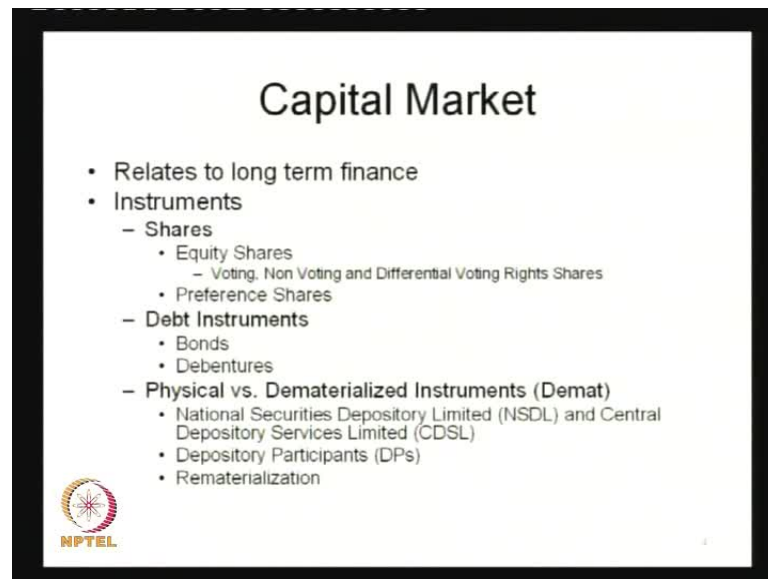 Capital Market
• Relates to long term finance
• Instruments
– Shares
• Equity Shares
– Voting, Non Voting and Differential Voting Rights Shares
• Preference Shares
– Debt Instruments
• Bonds
• Debentures
– Physical vs. Dematerialized Instruments (Demat)
• National Securities Depository Limited (NSDL) and Central
Depository Services Limited (CDSL)
• Depository Participants (DPs)
• Rematerialization
NPTEL